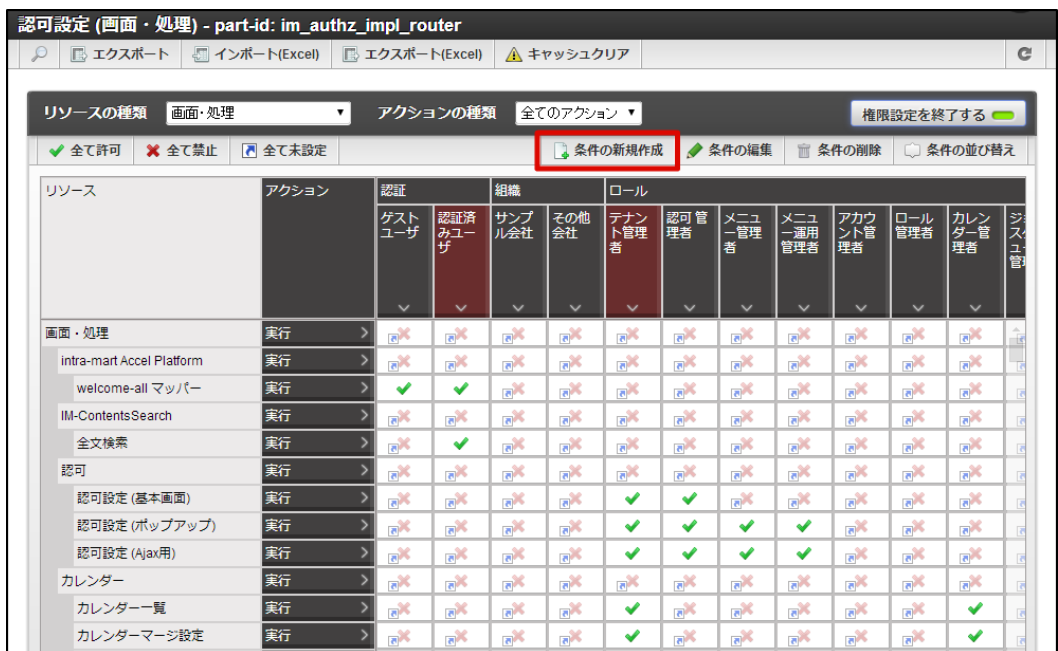 認可設定 (画面・処理) - part-id: im_authz_impl_router
エクスポート インポート(Excel) エクスポート(Excel) キャッシュクリア
リソースの種類 画面・処理 アクションの種類 全てのアクション 権限設定を終了する
全て許可 全て禁止 全て未設定 条件の新規作成 条件の編集 条件の削除 条件の並び替え
リソース アクション 認証 組織 ロール
ゲストユーザ 認証済みユーザ サンプル会社 その他会社 テナント管理者 認可管理者 メニュー管理者 メニュー運用管理者 アカウント管理者 ロール管理者 カレンダー管理者
画面・処理 実行
intra-mart Accel Platform 実行
welcome-all マッパー 実行
IM-ContentsSearch 実行
全文検索 実行
認可 実行
認可設定 (基本画面) 実行
認可設定 (ポップアップ) 実行
認可設定 (Ajax用) 実行
カレンダー 実行
カレンダー一覧 実行
カレンダーマージ設定 実行